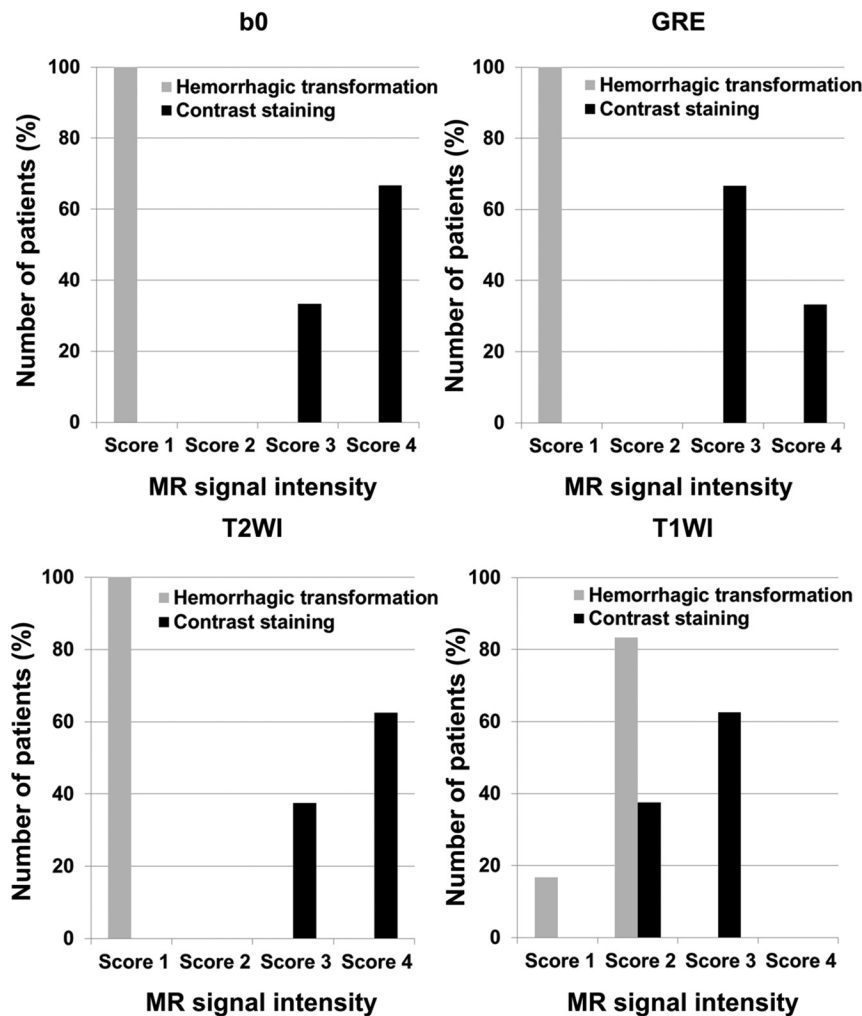 b0
100
80
60
40
20
0
Number of patients (%)
Hemorrhagic transformation
Contrast staining
Score 1 Score 2 Score 3 Score 4
MR signal intensity
GRE
100
80
60
40
20
0
Number of patients (%)
Hemorrhagic transformation
Contrast staining
Score 1 Score 2 Score 3 Score 4
MR signal intensity
T2WI
100
80
60
40
20
0
Number of patients (%)
Hemorrhagic transformation
Contrast staining
Score 1 Score 2 Score 3 Score 4
MR signal intensity
T1WI
100
80
60
40
20
0
Number of patients (%)
Hemorrhagic transformation
Contrast staining
Score 1 Score 2 Score 3 Score 4
MR signal intensity